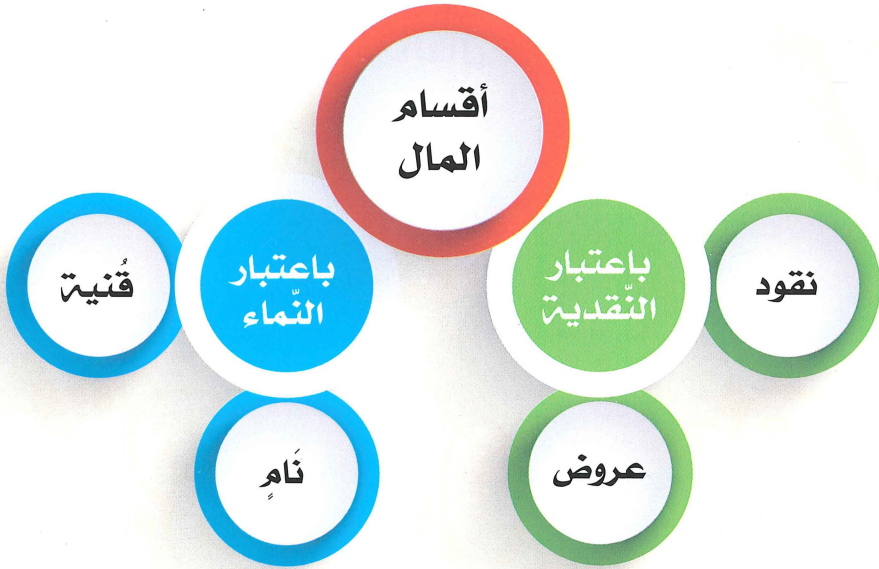 أقسام
المال
باعتبار
النّقدية
نقود
عروض
باعتبار
النّماء
نَامٍ
قُنية